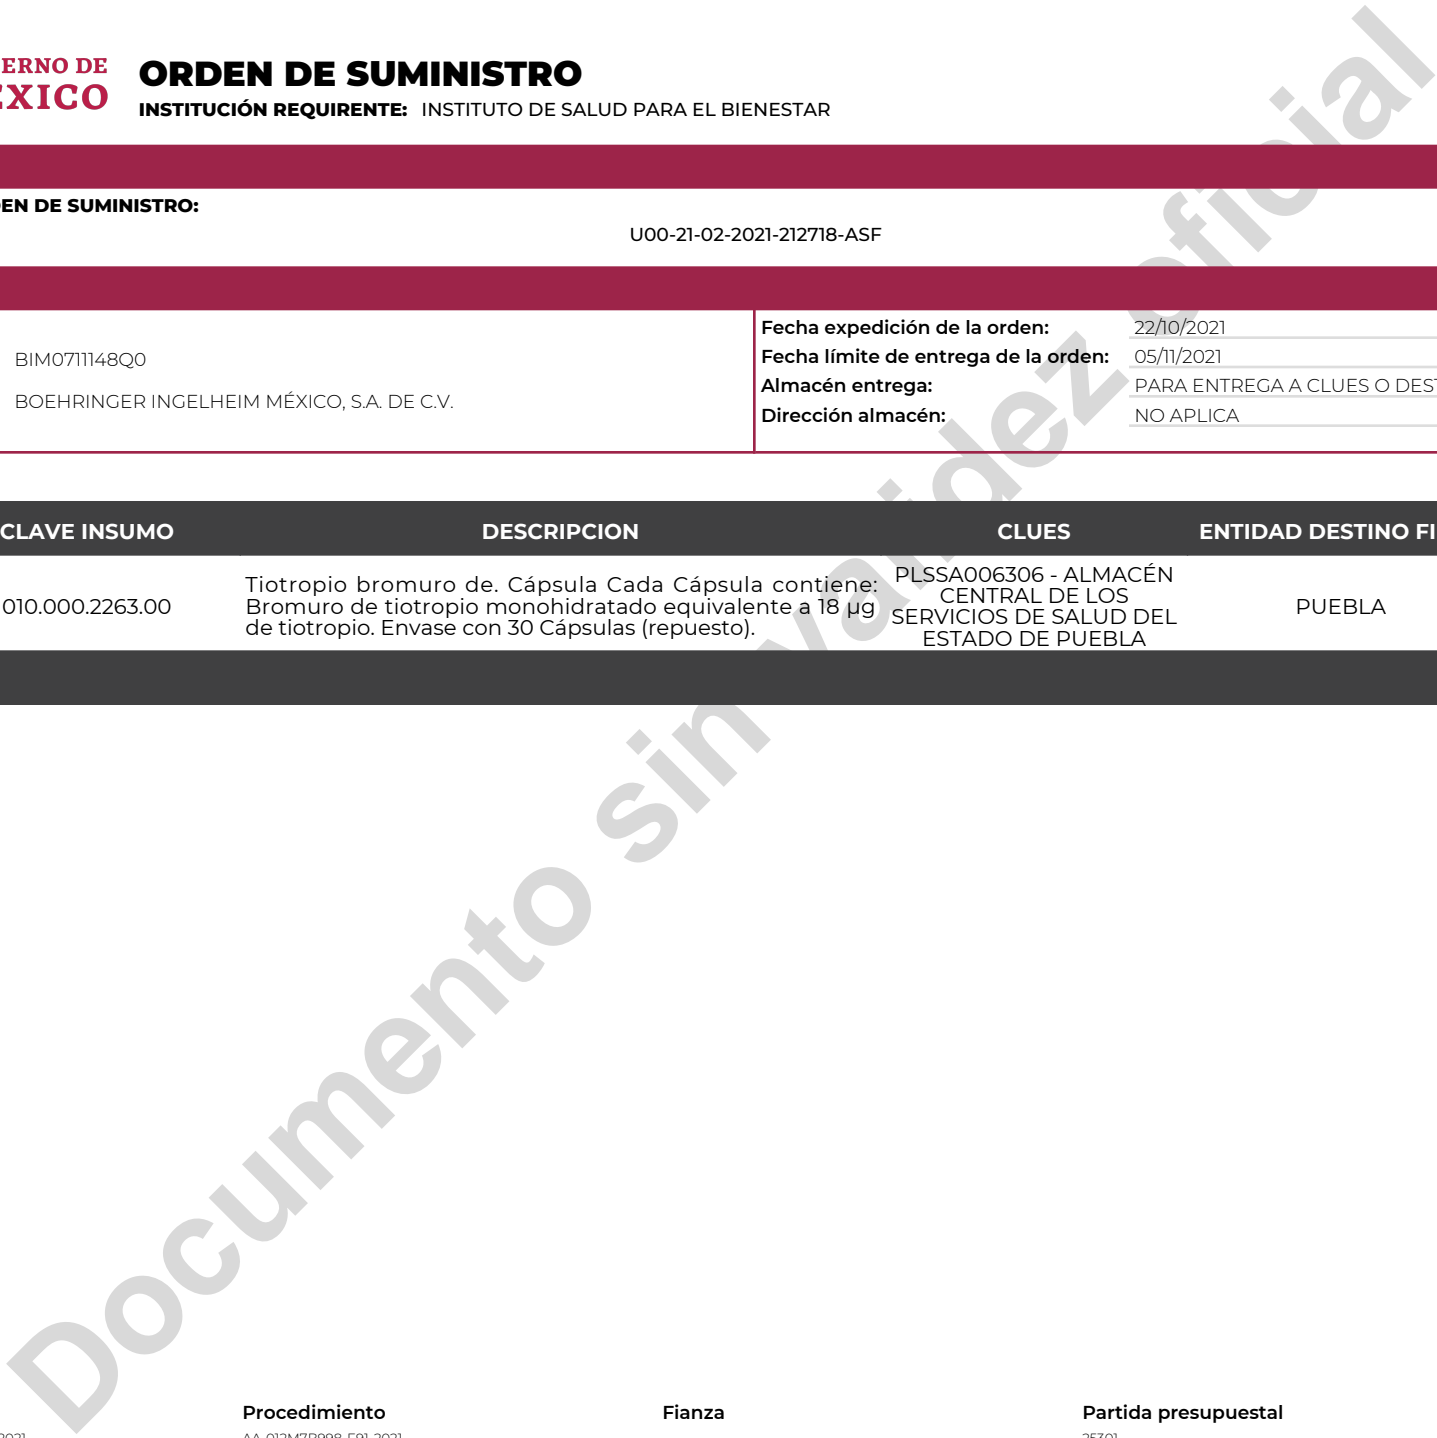 ERNO DE
ÉXICO
ORDEN DE SUMINISTRO
INSTITUCIÓN REQUIRENTE: INSTITUTO DE SALUD PARA EL BIENESTAR
EN DE SUMINISTRO:
U00-21-02-2021-212718-ASF
BIM0711148Q0
BOEHRINGER INGELHEIM MÉXICO, S.A. DE C.V.
Fecha expedición de la orden: 22/10/2021
Fecha límite de entrega de la orden: 05/11/2021
Almacén entrega: PARA ENTREGA A CLUES O DEST
Dirección almacén: NO APLICA
CLAVE INSUMO DESCRIPCION CLUES ENTIDAD DESTINO FI
010.000.2263.00
Tiotropio bromuro de. Cápsula Cada Cápsula contiene:
Bromuro de tiotropio monohidratado equivalente a 18 µg
de tiotropio. Envase con 30 Cápsulas (repuesto).
PLSSA006306 - ALMACÉN
CENTRAL DE LOS
SERVICIOS DE SALUD DEL
ESTADO DE PUEBLA
PUEBLA
Documento sin validez oficial
Procedimiento Fianza Partida presupuestal